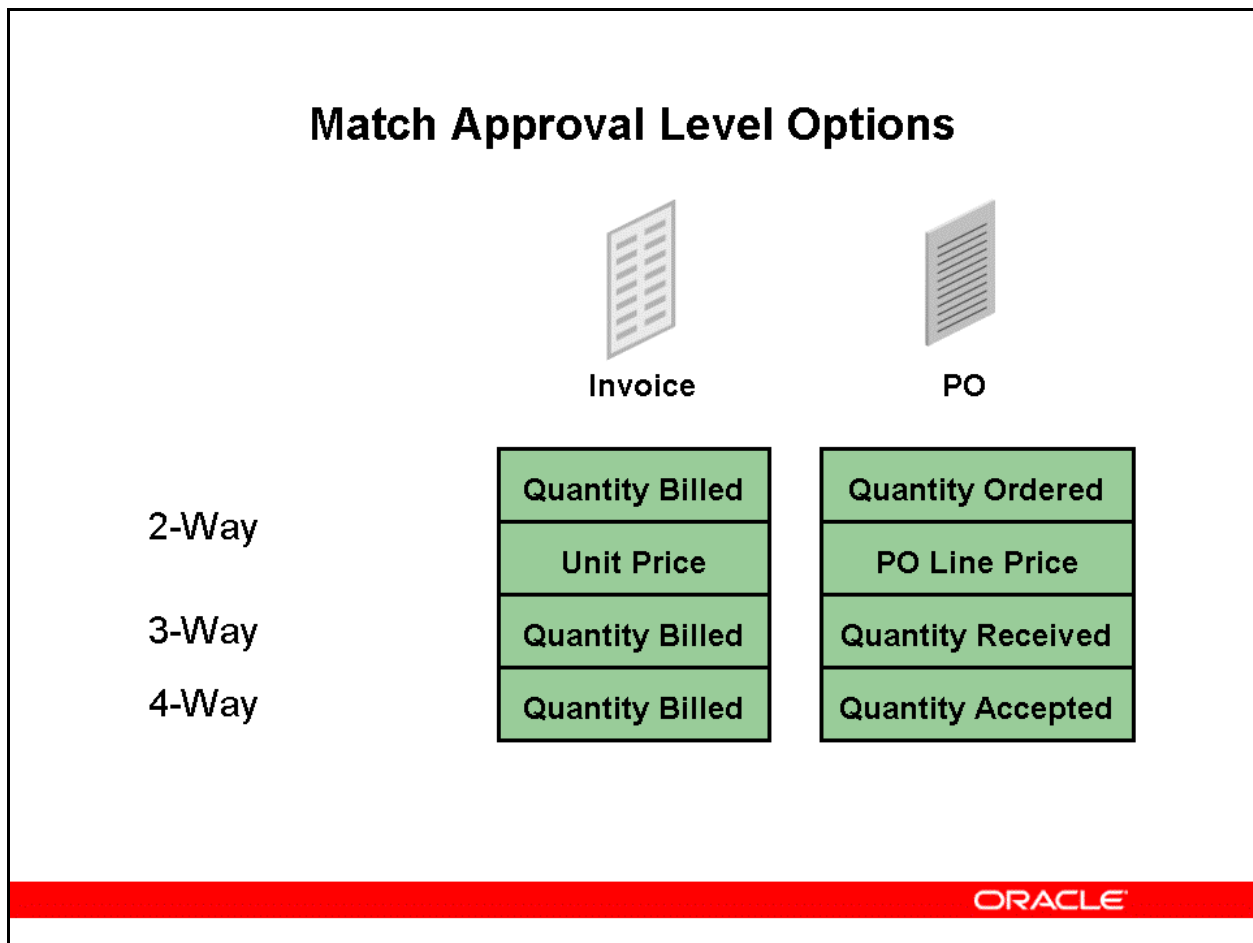 Match Approval Level Options
Invoice PO
2-Way
Quantity Billed Quantity Ordered
Unit Price PO Line Price
3-Way Quantity Billed Quantity Received
4-Way Quantity Billed Quantity Accepted
ORACLE